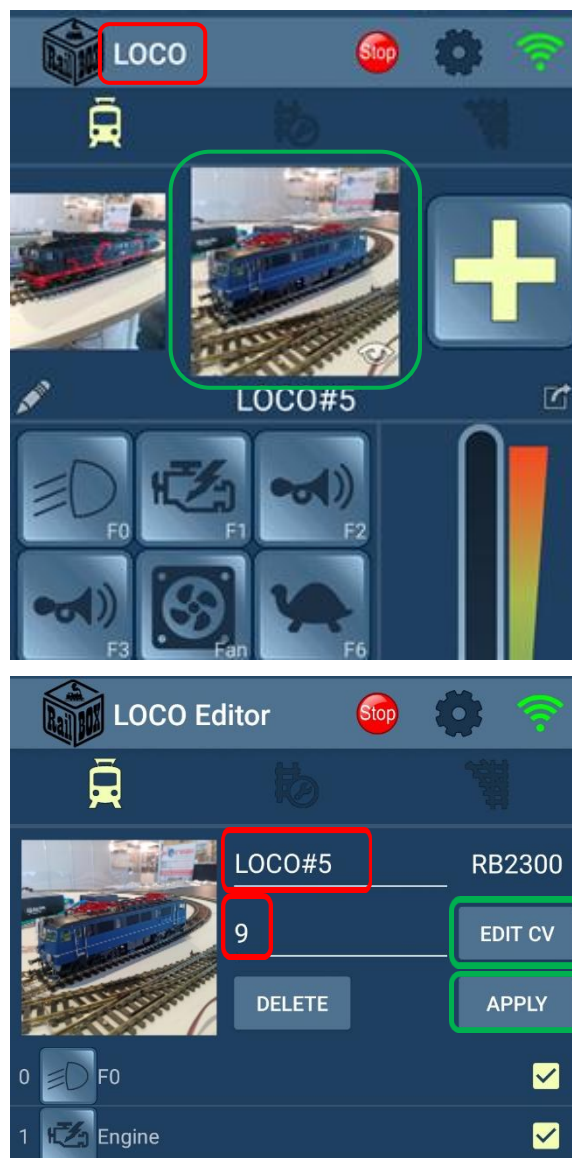 Rail BOX LOCO Stop
LOCO#5
F0 F1 F2
F3 Fan F6
Rail BOX LOCO Editor Stop
LOCO#5 RB2300
9 EDIT CV
DELETE APPLY
0 F0
1 Engine